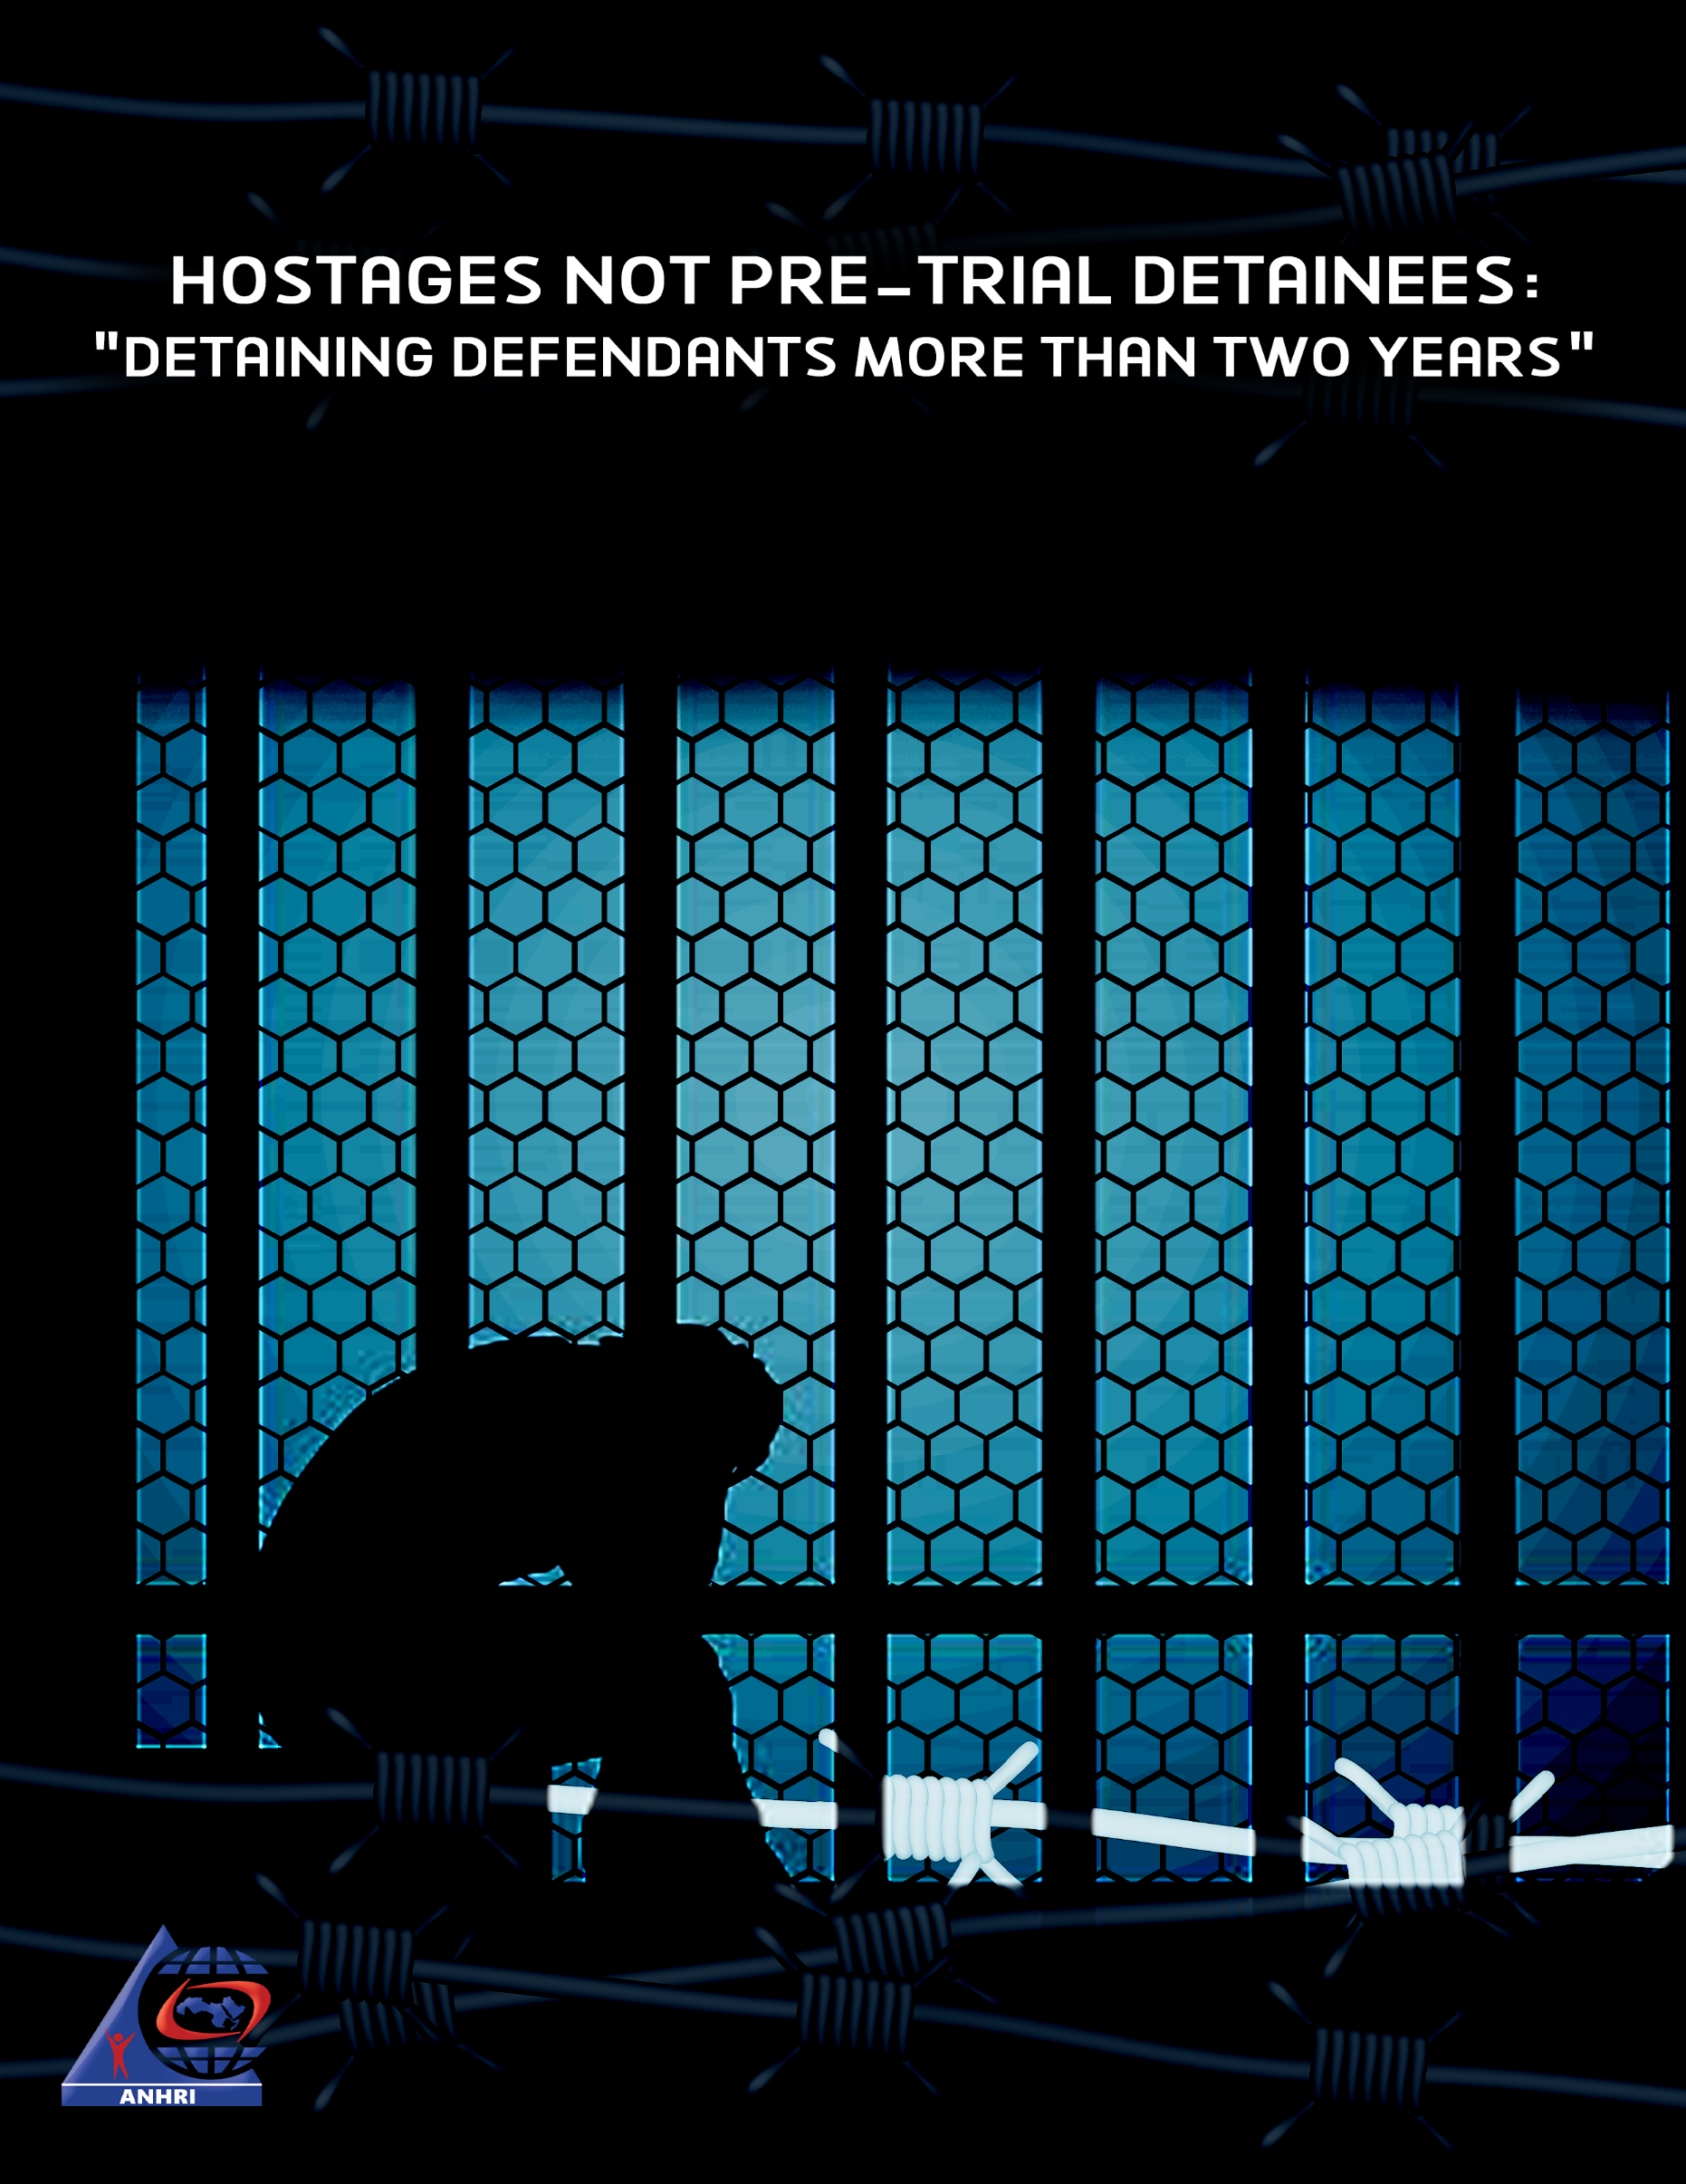 HOSTAGES NOT PRE-TRIAL DETAINEES:
"DETAINING DEFENDANTS MORE THAN TWO YEARS"
ANHRI